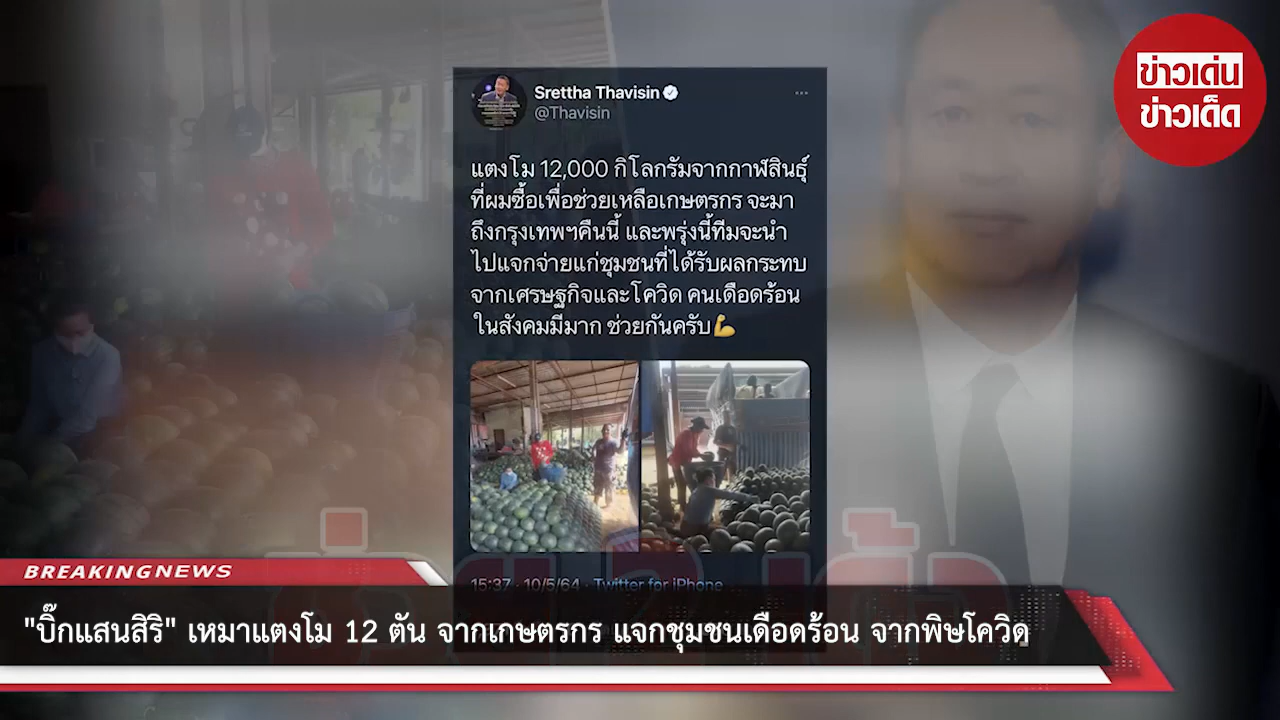 ข่าวเด่น
ข่าวเด็ด
Srettha Thavisin
@Thavisin
แตงโม 12,000 กิโลกรัมจากกาฬสินธุ์
ที่ผมซื้อเพื่อช่วยเหลือเกษตรกร จะมา
ถึงกรุงเทพฯคืนนี้ และพรุ่งนี้ทีมจะนำ
ไปแจกจ่ายแก่ชุมชนที่ได้รับผลกระทบ
จากเศรษฐกิจและโควิด คนเดือดร้อน
ในสังคมมีมาก ช่วยกันครับ💪
15:37 · 10/5/64 · Twitter for iPhone
BREAKINGNEWS
"บิ๊กแสนสิริ" เหมาแตงโม 12 ตัน จากเกษตรกร แจกชุมชนเดือดร้อน จากพิษโควิด